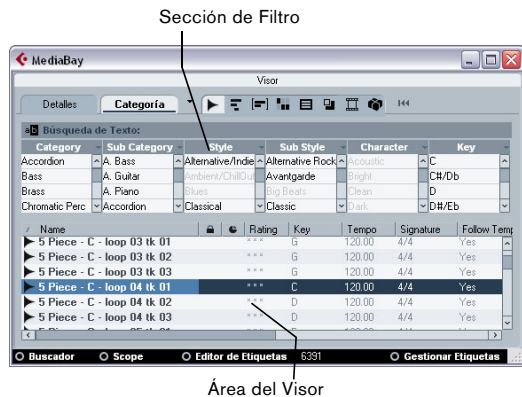 Sección de Filtro
MediaBay
Visor
Detalles Categoría 144
aB Búsqueda de Texto:
Category Sub Category Style Sub Style Character Key
Accordion A. Bass Alternative/Indie Alternative Rock Acoustic C
Bass A. Guitar Ambient/ChillOut Avantgarde Bright C#/Db
Brass A. Piano Blues Big Beats Clean D
Chromatic Perc Accordion Classical Classic Dark D#/Eb
Name Rating Key Tempo Signature Follow Temp
5 Piece - C - loop 03 tk 01 *** G 120.00 4/4 Yes
5 Piece - C - loop 03 tk 02 *** G 120.00 4/4 Yes
5 Piece - C - loop 03 tk 03 *** G 120.00 4/4 Yes
5 Piece - C - loop 04 tk 01 *** C 120.00 4/4 Yes
5 Piece - C - loop 04 tk 02 *** D 120.00 4/4 Yes
5 Piece - C - loop 04 tk 03 *** D 120.00 4/4 Yes
Buscador Scope Editor de Etiquetas 6391 Gestionar Etiquetas
Área del Visor